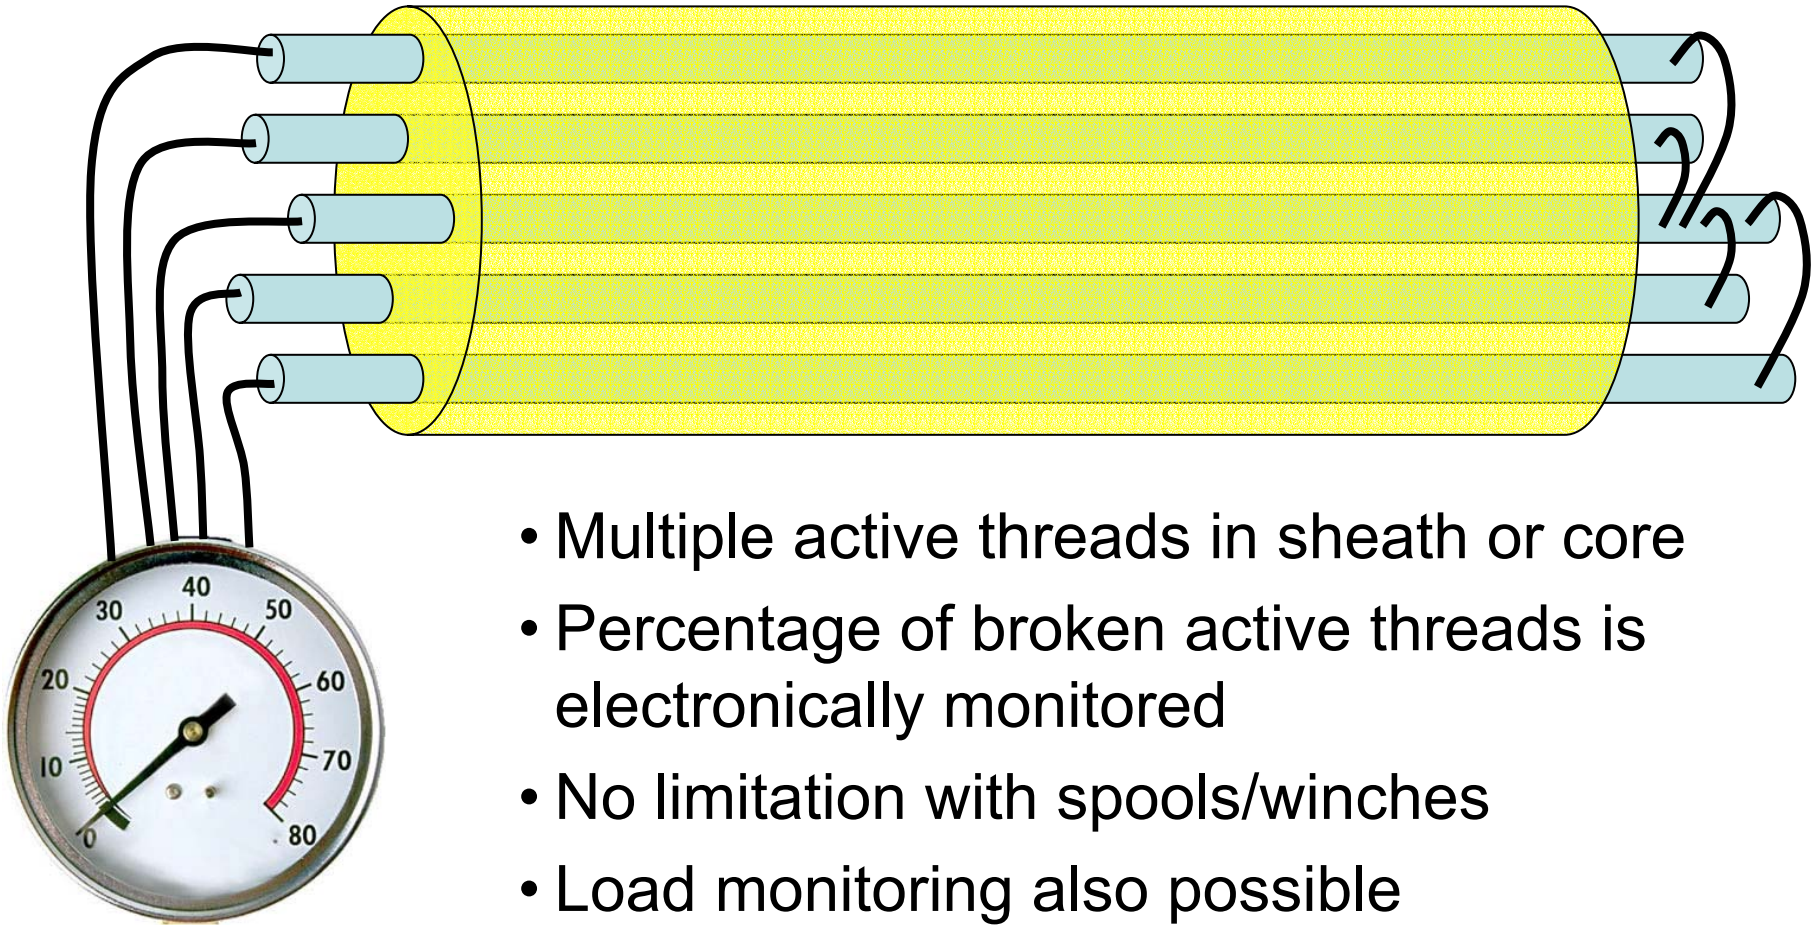 40
30 50
20 60
10 70
0 80
• Multiple active threads in sheath or core
• Percentage of broken active threads is
electronically monitored
• No limitation with spools/winches
• Load monitoring also possible